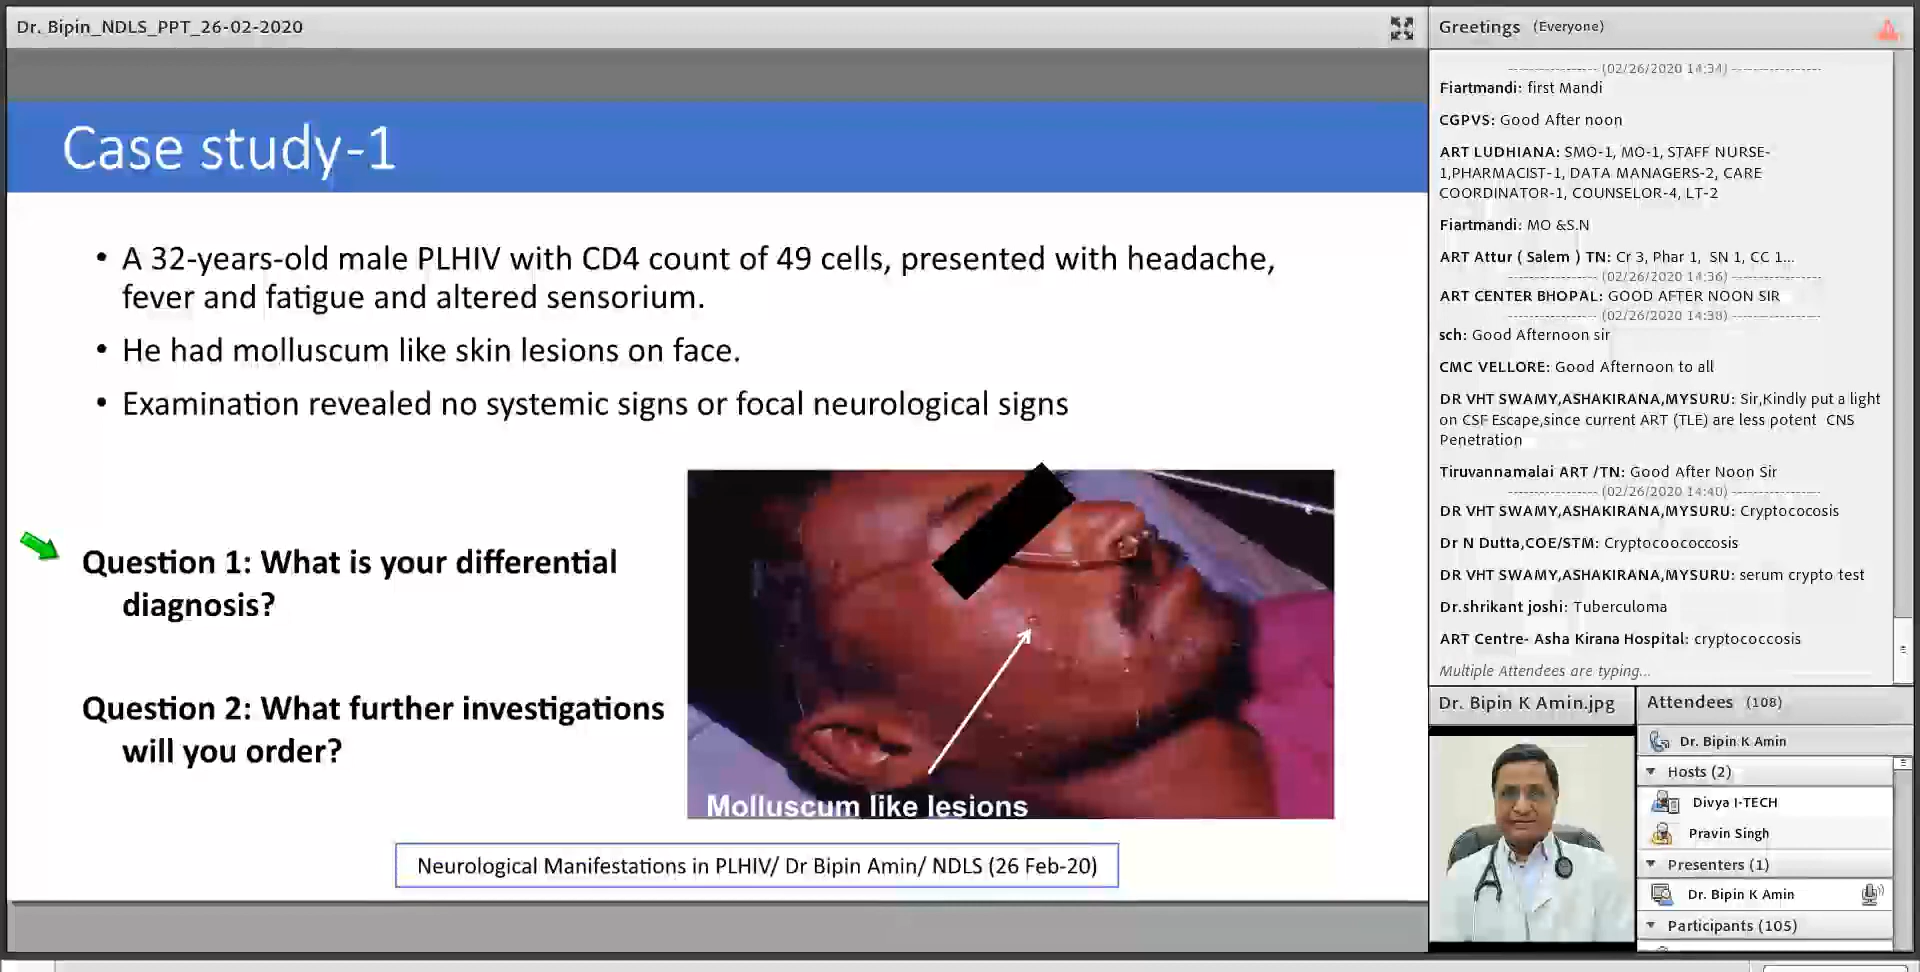 Dr. Bipin_NDLS_PPT_26-02-2020
Case study-1
• A 32-years-old male PLHIV with CD4 count of 49 cells, presented with headache,
fever and fatigue and altered sensorium.
• He had molluscum like skin lesions on face.
• Examination revealed no systemic signs or focal neurological signs
Question 1: What is your differential
diagnosis?
Question 2: What further investigations
will you order?
Molluscum like lesions
Neurological Manifestations in PLHIV/ Dr Bipin Amin/ NDLS (26 Feb-20)
Greetings (Everyone)
(02/26/2020 14:34)
Fiartmandi: first Mandi
CGPVS: Good After noon
ART LUDHIANA: SMO-1, MO-1, STAFF NURSE-
1,PHARMACIST-1, DATA MANAGERS-2, CARE
COORDINATOR-1, COUNSELOR-4, LT-2
Fiartmandi: MO &S.N
ART Attur ( Salem ) TN: Cr 3, Phar 1, SN 1, CC 1...
(02/26/2020 14:36)
ART CENTER BHOPAL: GOOD AFTER NOON SIR
(02/26/2020 14:38)
sch: Good Afternoon sir
CMC VELLORE: Good Afternoon to all
DR VHT SWAMY,ASHAKIRANA,MYSURU: Sir,Kindly put a light
on CSF Escape,since current ART (TLE) are less potent CNS
Penetration
Tiruvannamalai ART /TN: Good After Noon Sir
(02/26/2020 14:40)
DR VHT SWAMY,ASHAKIRANA,MYSURU: Cryptococosis
Dr N Dutta,COE/STM: Cryptocoococcosis
DR VHT SWAMY,ASHAKIRANA,MYSURU: serum crypto test
Dr.shrikant joshi: Tuberculoma
ART Centre- Asha Kirana Hospital: cryptococcosis
Multiple Attendees are typing...
Dr. Bipin K Amin.jpg
Attendees (108)
Dr. Bipin K Amin
Hosts (2)
Divya I-TECH
Pravin Singh
Presenters (1)
Dr. Bipin K Amin
Participants (105)